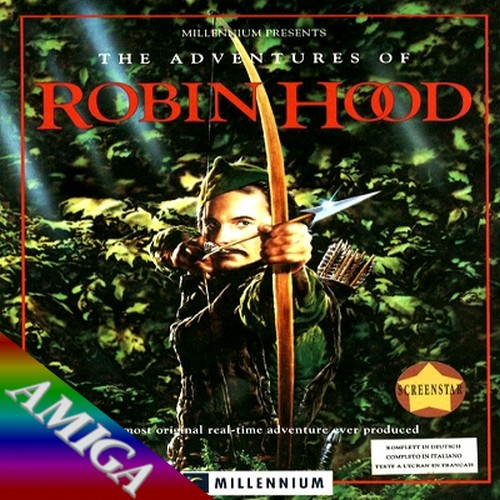 MILLENNIUM PRESENTS
THE ADVENTURES OF
ROBIN HOOD
SCREENSTAR
most original real-time adventure ever produced
KOMPLETT IN DEUTSCH
COMPLETO IN ITALIANO
TEXTE A L'ECRAN EN FRANCAIS
MILLENNIUM
AMIGA